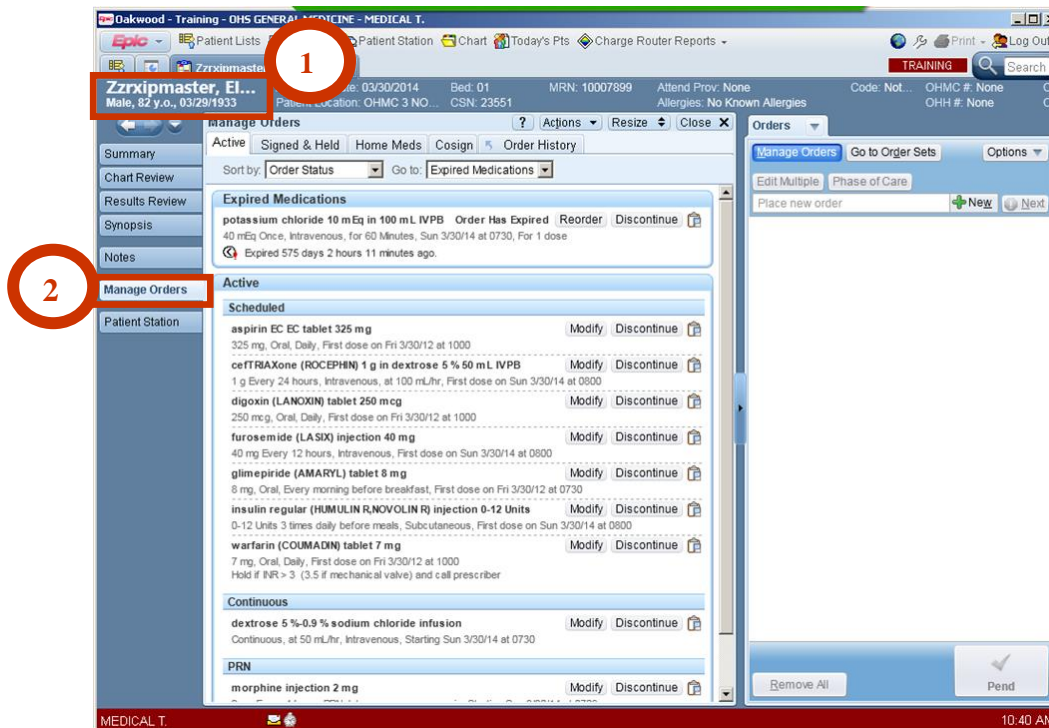 Oakwood - Training - OHS GENERAL MEDICINE - MEDICAL T.
Epic Patient Lists Patient Station Chart Today's Pts Charge Router Reports Print Log Out
1
Zzrxipmaster
TRAINING Search
Zzrxipmaster, El... 03/30/2014 Bed: 01 MRN: 10007899 Attend Prov: None Code: Not... OHMC #: None
Male, 82 y.o., 03/29/1933 Patient Location: OHMC 3 NO... CSN: 23551 Allergies: No Known Allergies OHH #: None
Manage Orders ? Actions Resize Close X Orders
Active Signed & Held Home Meds Cosign Order History
Summary
Chart Review
Results Review
Synopsis
Notes
2
Manage Orders
Patient Station
Sort by: Order Status Go to: Expired Medications
Expired Medications
potassium chloride 10 mEq in 100 mL IVPB Order Has Expired Reorder Discontinue
40 mEq Once, Intravenous, for 60 Minutes, Sun 3/30/14 at 0730, For 1 dose
Expired 575 days 2 hours 11 minutes ago.
Active
Scheduled
aspirin EC EC tablet 325 mg Modify Discontinue
325 mg, Oral, Daily, First dose on Fri 3/30/12 at 1000
cefTRIAXone (ROCEPHIN) 1 g in dextrose 5 % 50 mL IVPB Modify Discontinue
1 g Every 24 hours, Intravenous, at 100 mL/hr, First dose on Sun 3/30/14 at 0800
digoxin (LANOXIN) tablet 250 mcg Modify Discontinue
250 mcg, Oral, Daily, First dose on Fri 3/30/12 at 1000
furosemide (LASIX) injection 40 mg Modify Discontinue
40 mg Every 12 hours, Intravenous, First dose on Sun 3/30/14 at 0800
glimepiride (AMARYL) tablet 8 mg Modify Discontinue
8 mg, Oral, Every morning before breakfast, First dose on Fri 3/30/12 at 0730
insulin regular (HUMULIN R,NOVOLIN R) injection 0-12 Units Modify Discontinue
0-12 Units 3 times daily before meals, Subcutaneous, First dose on Sun 3/30/14 at 0800
warfarin (COUMADIN) tablet 7 mg Modify Discontinue
7 mg, Oral, Daily, First dose on Fri 3/30/12 at 1000
Hold if INR > 3 (3.5 if mechanical valve) and call prescriber
Continuous
dextrose 5 %-0.9 % sodium chloride infusion Modify Discontinue
Continuous, at 50 mL/hr, Intravenous, Starting Sun 3/30/14 at 0730
PRN
morphine injection 2 mg Modify Discontinue
Manage Orders Go to Order Sets Options
Edit Multiple Phase of Care
Place new order New Next
Remove All Pend
MEDICAL T. 10:40 AM